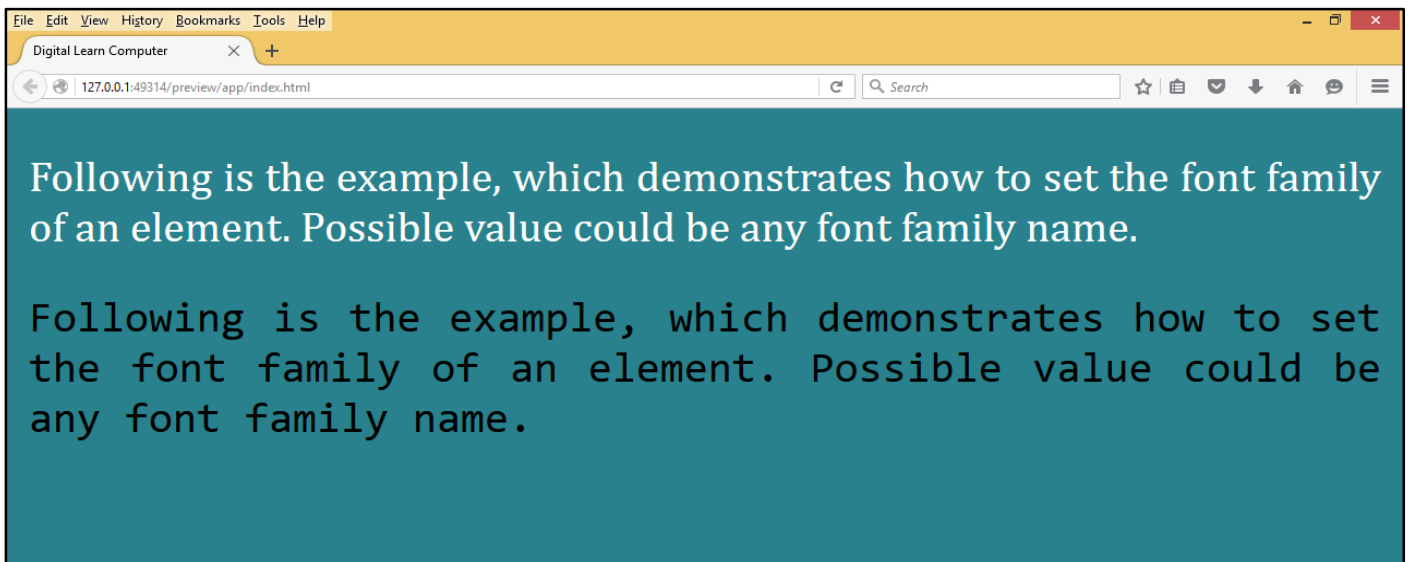 File Edit View History Bookmarks Tools Help
Digital Learn Computer
127.0.0.1:49314/preview/app/index.html Search
Following is the example, which demonstrates how to set the font family
of an element. Possible value could be any font family name.
Following is the example, which demonstrates how to set
the font family of an element. Possible value could be
any font family name.